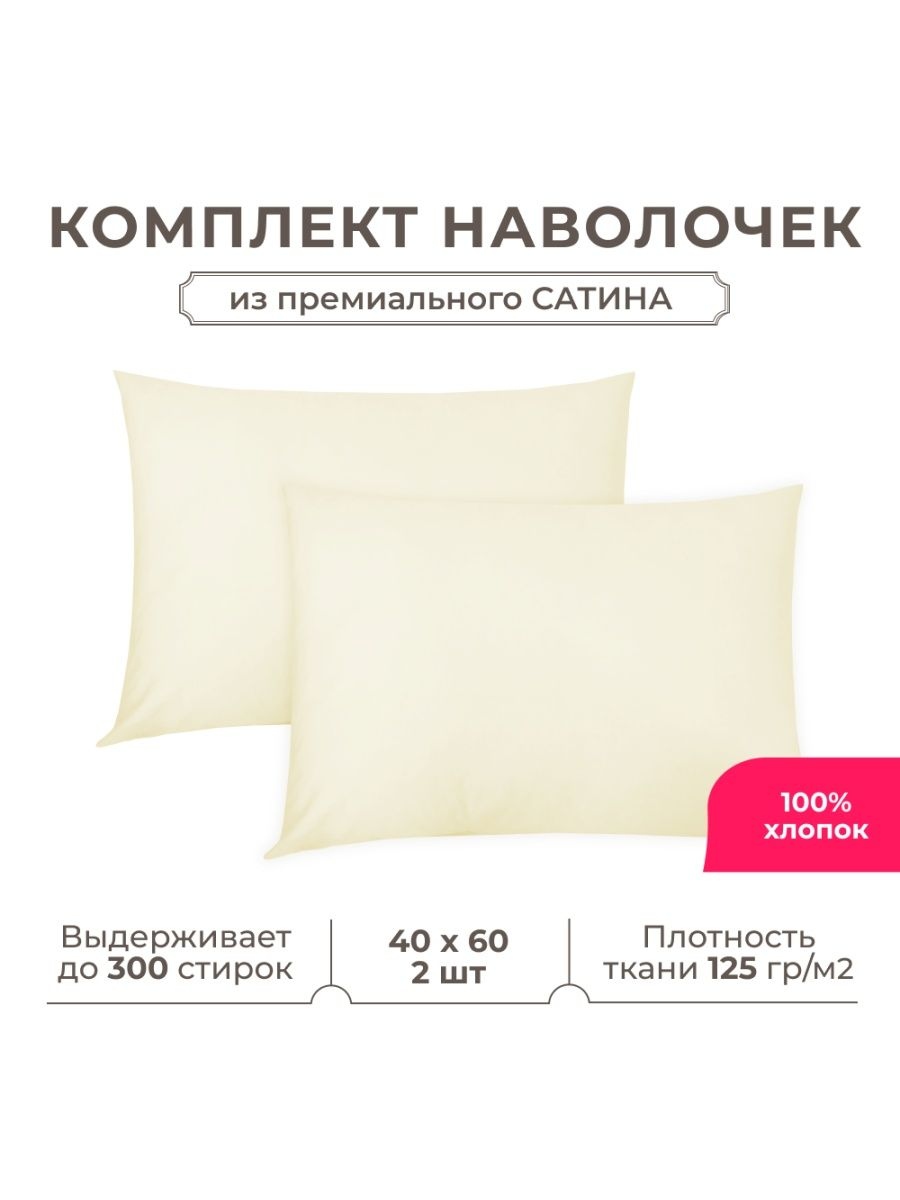 КОМПЛЕКТ НАВОЛОЧЕК
из премиального САТИНА
100%
хлопок
Выдерживает
до 300 стирок
40 х 60
2 шт
Плотность
ткани 125 гр/м2